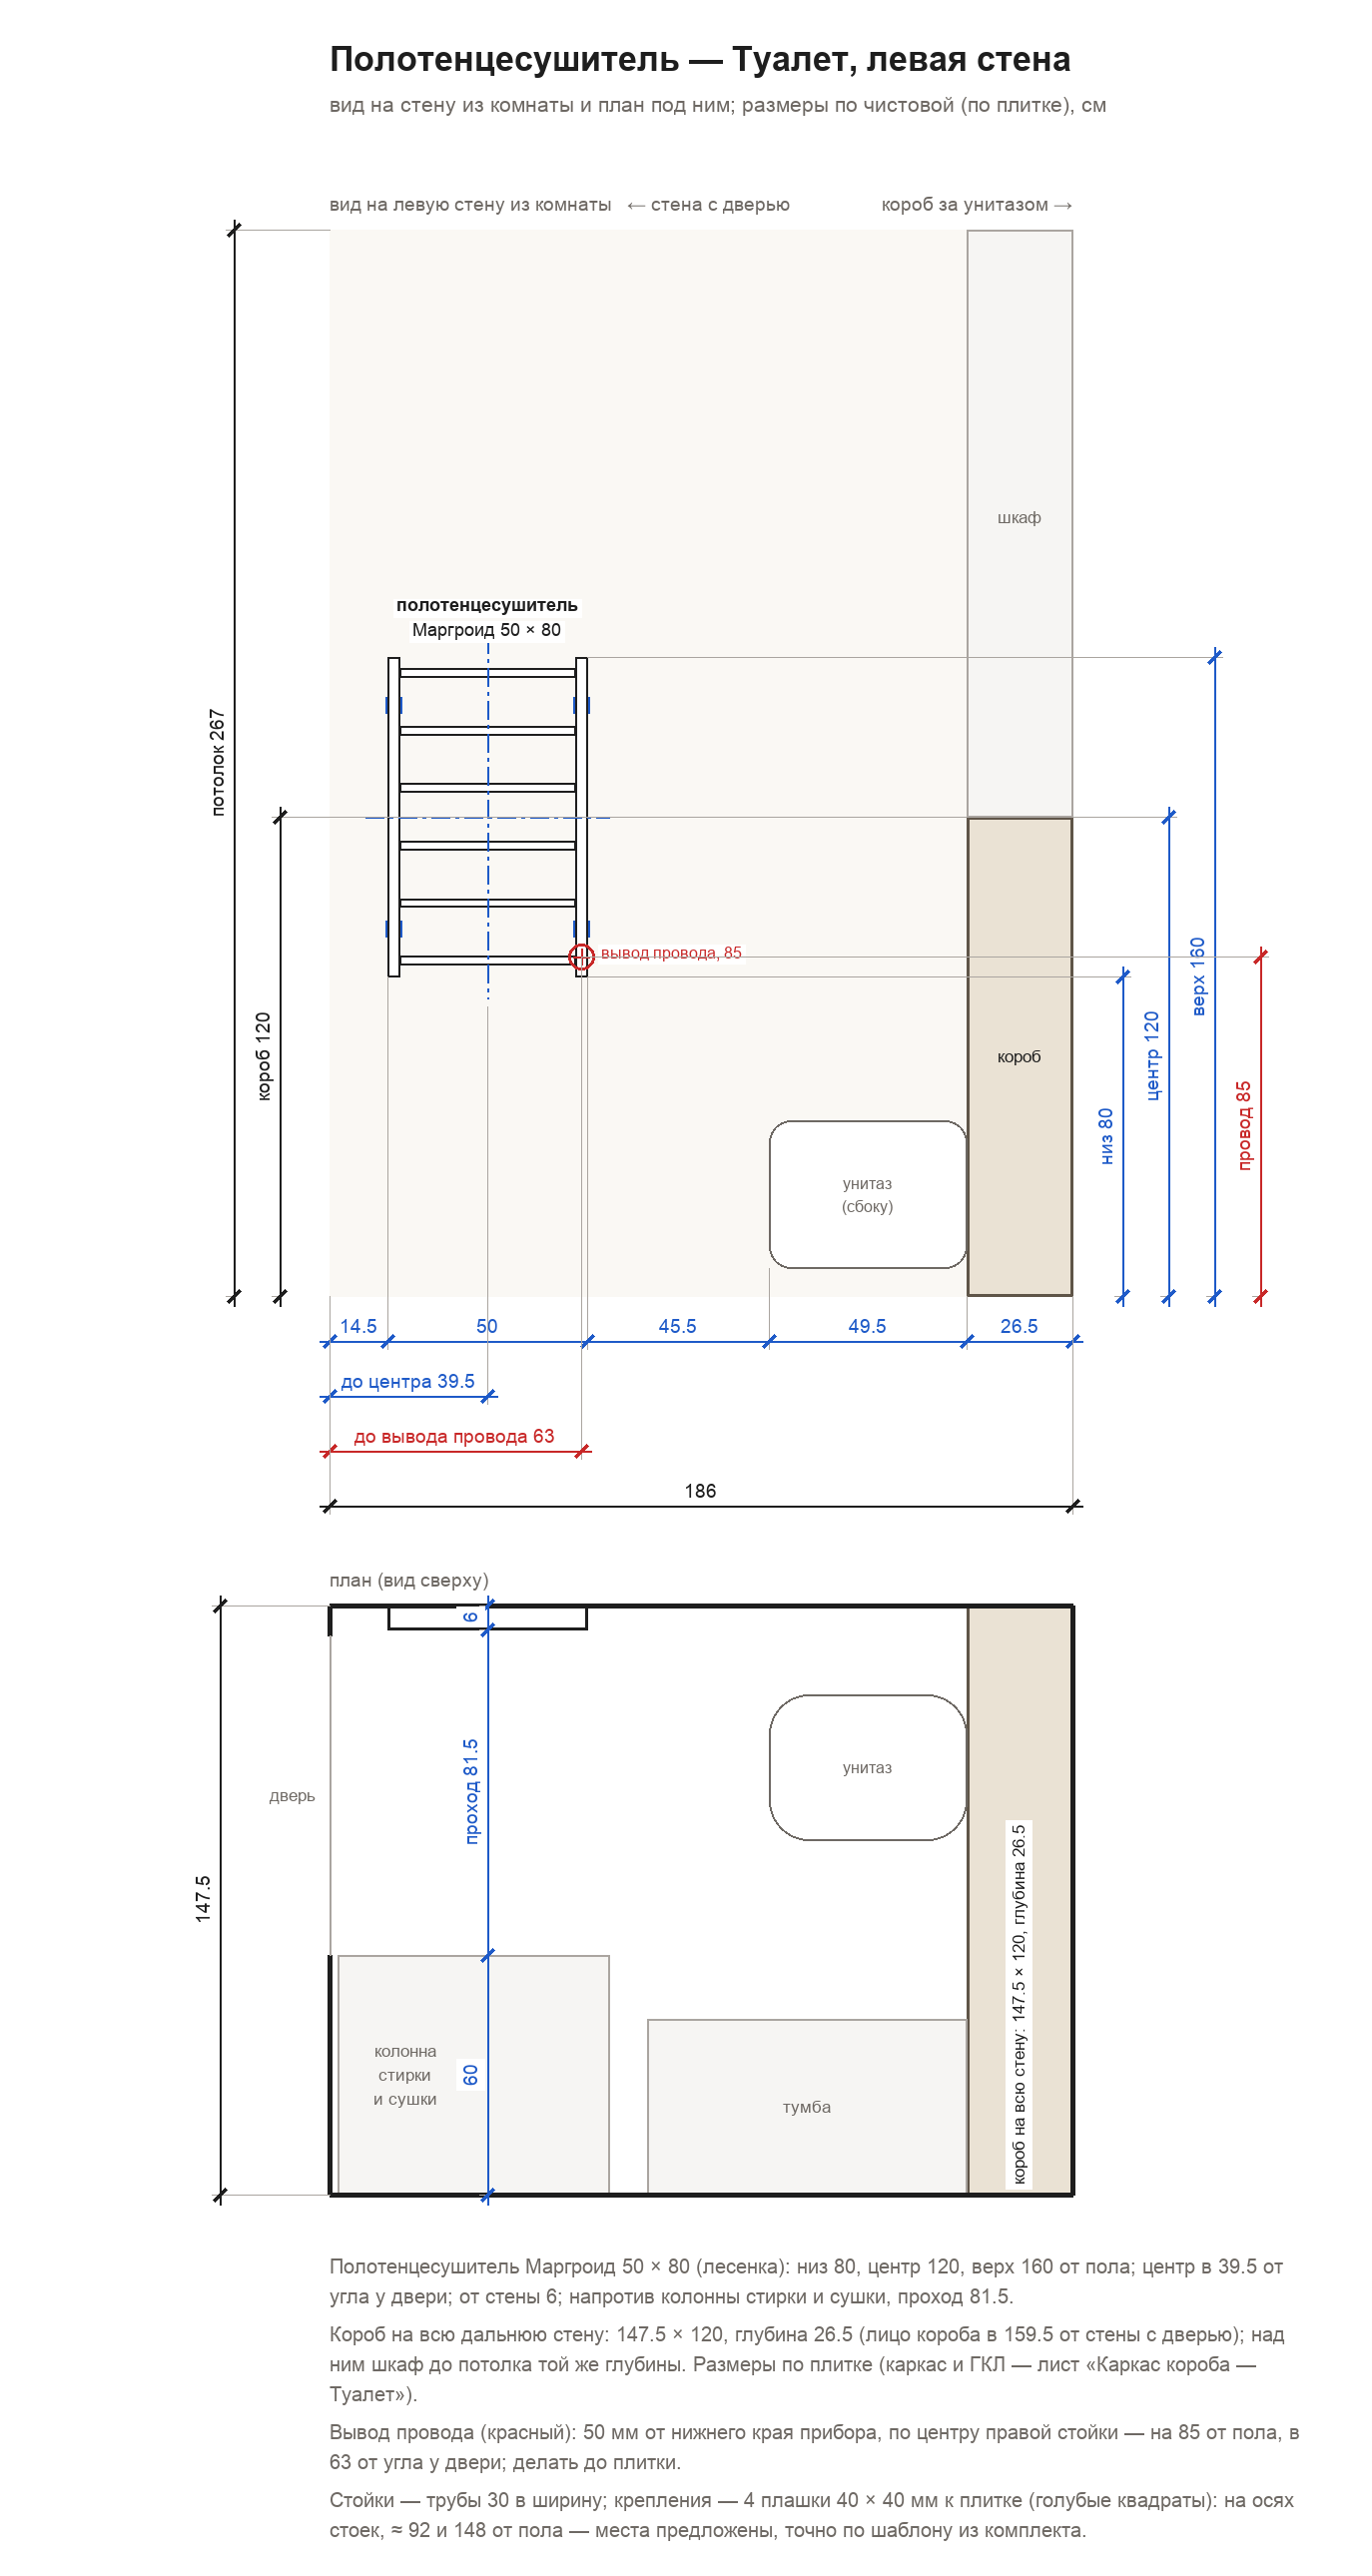 Полотенцесушитель — Туалет, левая стена
вид на стену из комнаты и план под ним; размеры по чистовой (по плитке), см
вид на левую стену из комнаты ← стена с дверью
короб за унитазом →
потолок 267
короб 120
шкаф
полотенцесушитель
Маргроид 50 × 80
вывод провода, 85
короб
унитаз
(сбоку)
низ 80
центр 120
верх 160
провод 85
14.5
50
45.5
49.5
26.5
до центра 39.5
до вывода провода 63
186
план (вид сверху)
6
проход 81.5
60
147.5
дверь
унитаз
колонна
стирки
и сушки
тумба
короб на всю стену: 147.5 × 120, глубина 26.5
Полотенцесушитель Маргроид 50 × 80 (лесенка): низ 80, центр 120, верх 160 от пола; центр в 39.5 от
угла у двери; от стены 6; напротив колонны стирки и сушки, проход 81.5.
Короб на всю дальнюю стену: 147.5 × 120, глубина 26.5 (лицо короба в 159.5 от стены с дверью); над
ним шкаф до потолка той же глубины. Размеры по плитке (каркас и ГКЛ — лист «Каркас короба —
Туалет»).
Вывод провода (красный): 50 мм от нижнего края прибора, по центру правой стойки — на 85 от пола, в
63 от угла у двери; делать до плитки.
Стойки — трубы 30 в ширину; крепления — 4 плашки 40 × 40 мм к плитке (голубые квадраты): на осях
стоек, ≈ 92 и 148 от пола — места предложены, точно по шаблону из комплекта.